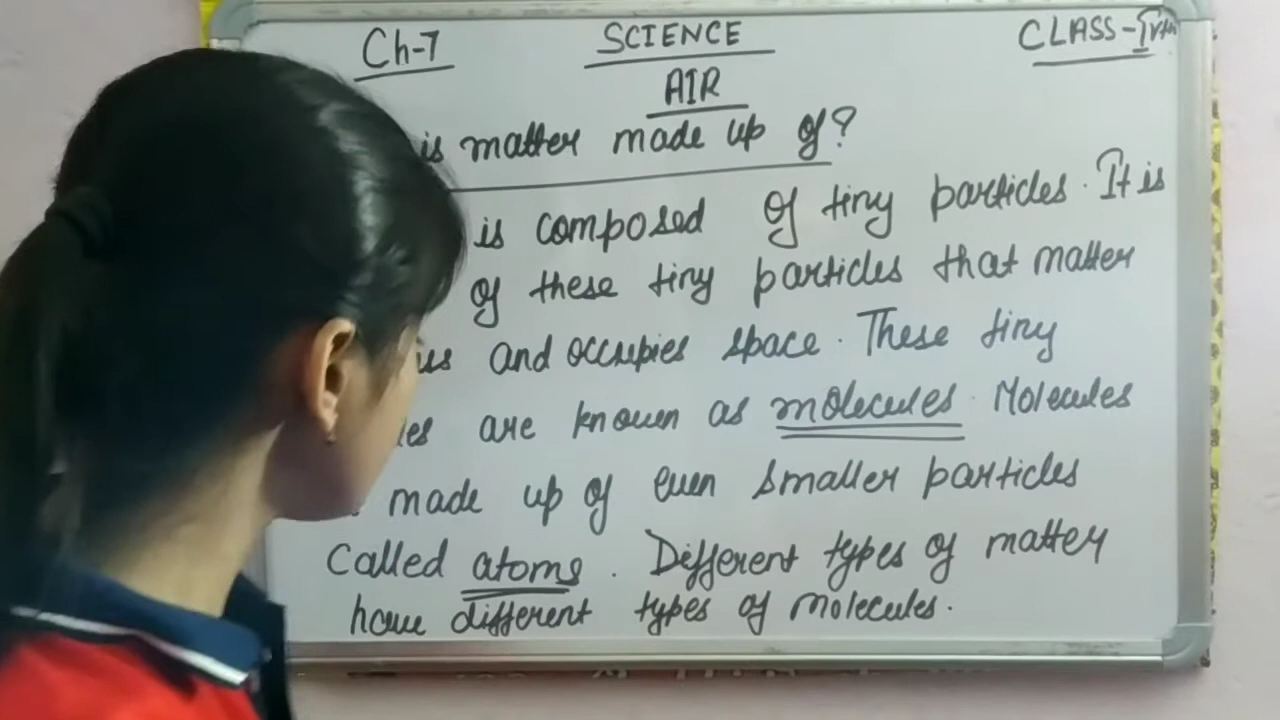 Ch-7 SCIENCE CLASS-IVth
AIR
is matter made up of?
is composed of tiny particles. It is
of these tiny particles that matter
and occupies space. These tiny
are known as molecules. Molecules
made up of even smaller particles
Called atoms. Different types of matter
have different types of molecules.